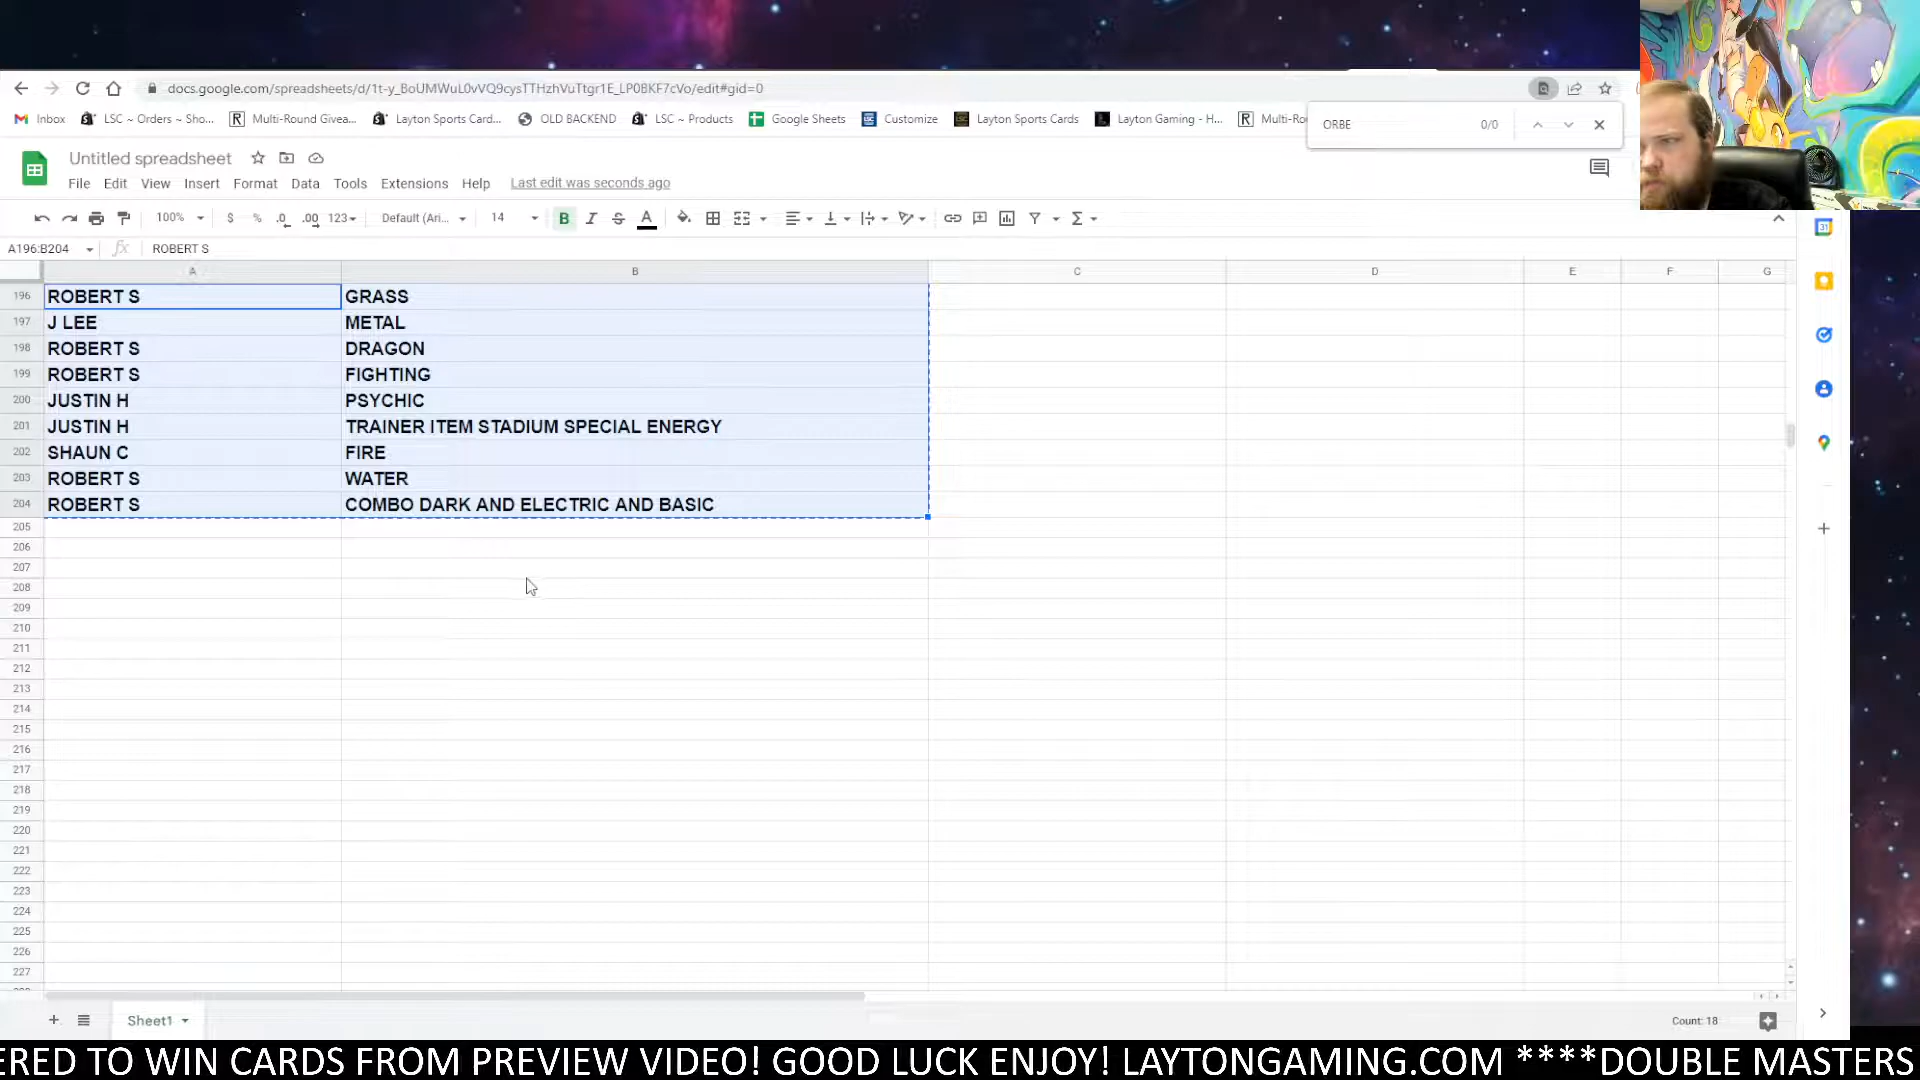 docs.google.com/spreadsheets/d/1t-y_BoUMWuL0vVQ9cysTTHzhVuTtgr1E_LP0BKF7cVo/edit#gid=0
Inbox LSC ~ Orders ~ Sho... Multi-Round Givea... Layton Sports Card... OLD BACKEND LSC ~ Products Google Sheets Customize Layton Sports Cards Layton Gaming - H... Multi-Ro
ORBE 0/0
Untitled spreadsheet
File Edit View Insert Format Data Tools Extensions Help Last edit was seconds ago
100% $ % .0 .00 123 Default (Ari... 14 B I S A
A196:B204 fx ROBERT S
A B C D E F G
196 ROBERT S GRASS
197 J LEE METAL
198 ROBERT S DRAGON
199 ROBERT S FIGHTING
200 JUSTIN H PSYCHIC
201 JUSTIN H TRAINER ITEM STADIUM SPECIAL ENERGY
202 SHAUN C FIRE
203 ROBERT S WATER
204 ROBERT S COMBO DARK AND ELECTRIC AND BASIC
205
206
207
208
209
210
211
212
213
214
215
216
217
218
219
220
221
222
223
224
225
226
227
Sheet1 Count: 18
ERED TO WIN CARDS FROM PREVIEW VIDEO! GOOD LUCK ENJOY! LAYTONGAMING.COM ****DOUBLE MASTERS